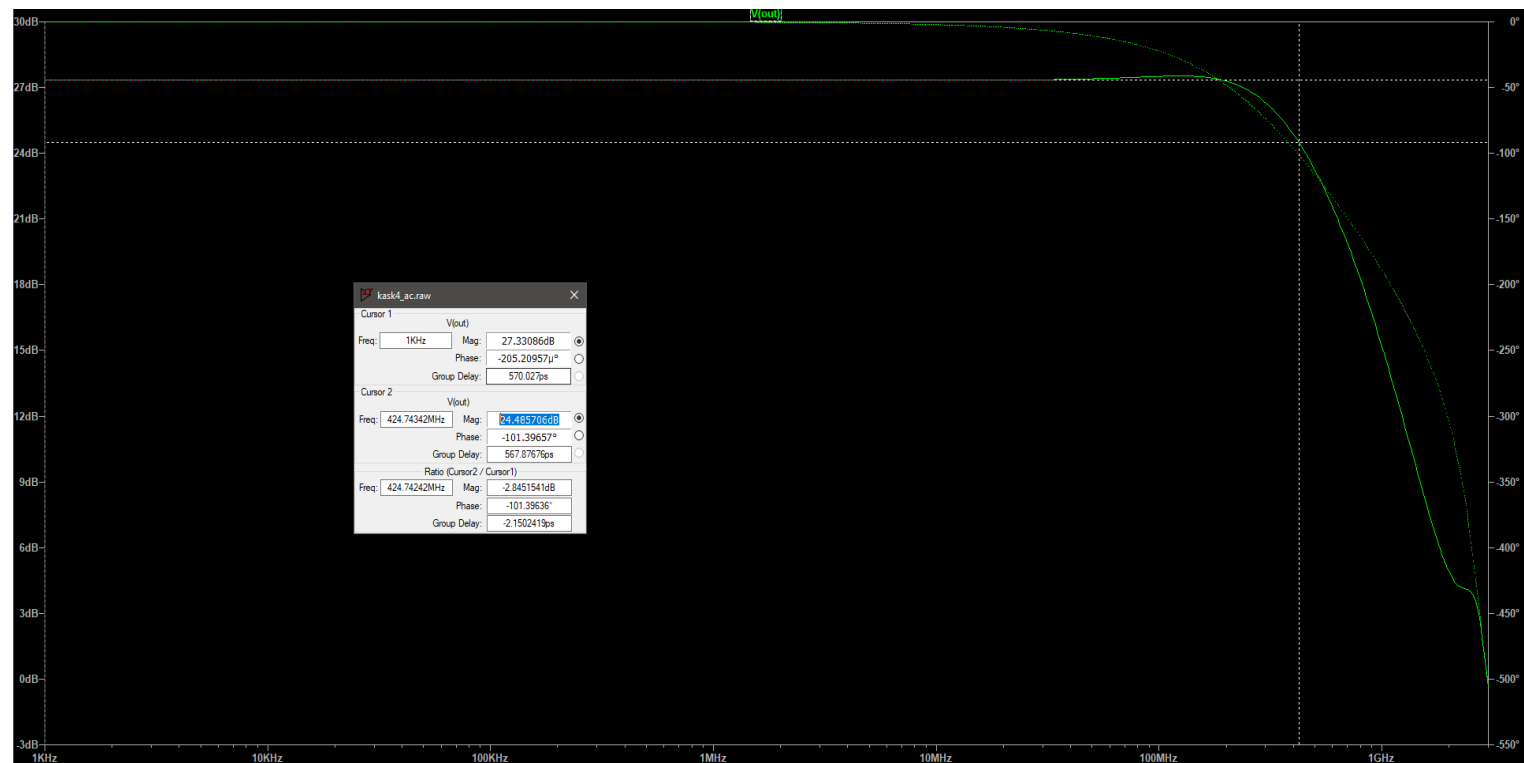 V(out)
30dB
27dB
24dB
21dB
18dB
15dB
12dB
9dB
6dB
3dB
0dB
-3dB
0°
-50°
-100°
-150°
-200°
-250°
-300°
-350°
-400°
-450°
-500°
-550°
1KHz
10KHz
100KHz
1MHz
10MHz
100MHz
1GHz
kask4_ac.raw
Cursor 1
V(out)
Freq: 1KHz Mag: 27.33086dB
Phase: -205.20957µ°
Group Delay: 570.027ps
Cursor 2
V(out)
Freq: 424.74342MHz Mag: 24.485706dB
Phase: -101.39657°
Group Delay: 567.87676ps
Ratio (Cursor2 / Cursor1)
Freq: 424.74242MHz Mag: -2.8451541dB
Phase: -101.39636°
Group Delay: -2.1502419ps